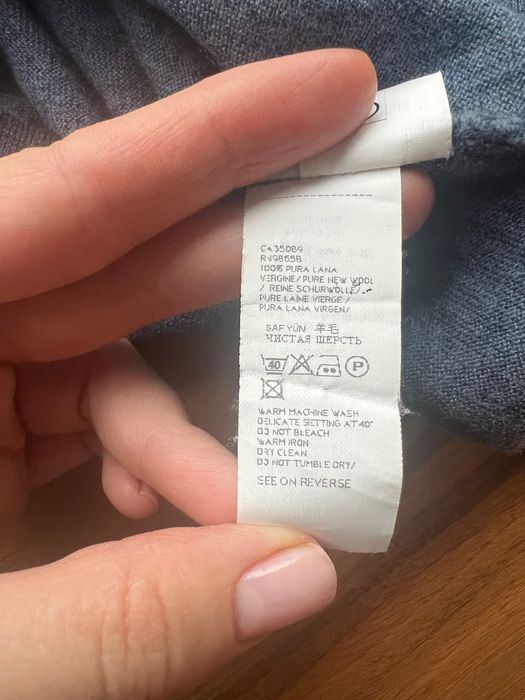 CA35089
RN98658
100% PURA LANA
VERGINE/ PURE NEW WOOL
/ REINE SCHURWOLLE/
PURE LAINE VIERGE /
PURA LANA VIRGEN/
SAF YÜN 羊毛
ЧИСТАЯ ШЕРСТЬ
40 P
WARM MACHINE WASH
DELICATE SETTING AT 40°
DO NOT BLEACH
WARM IRON
DRY CLEAN
DO NOT TUMBLE DRY/
SEE ON REVERSE